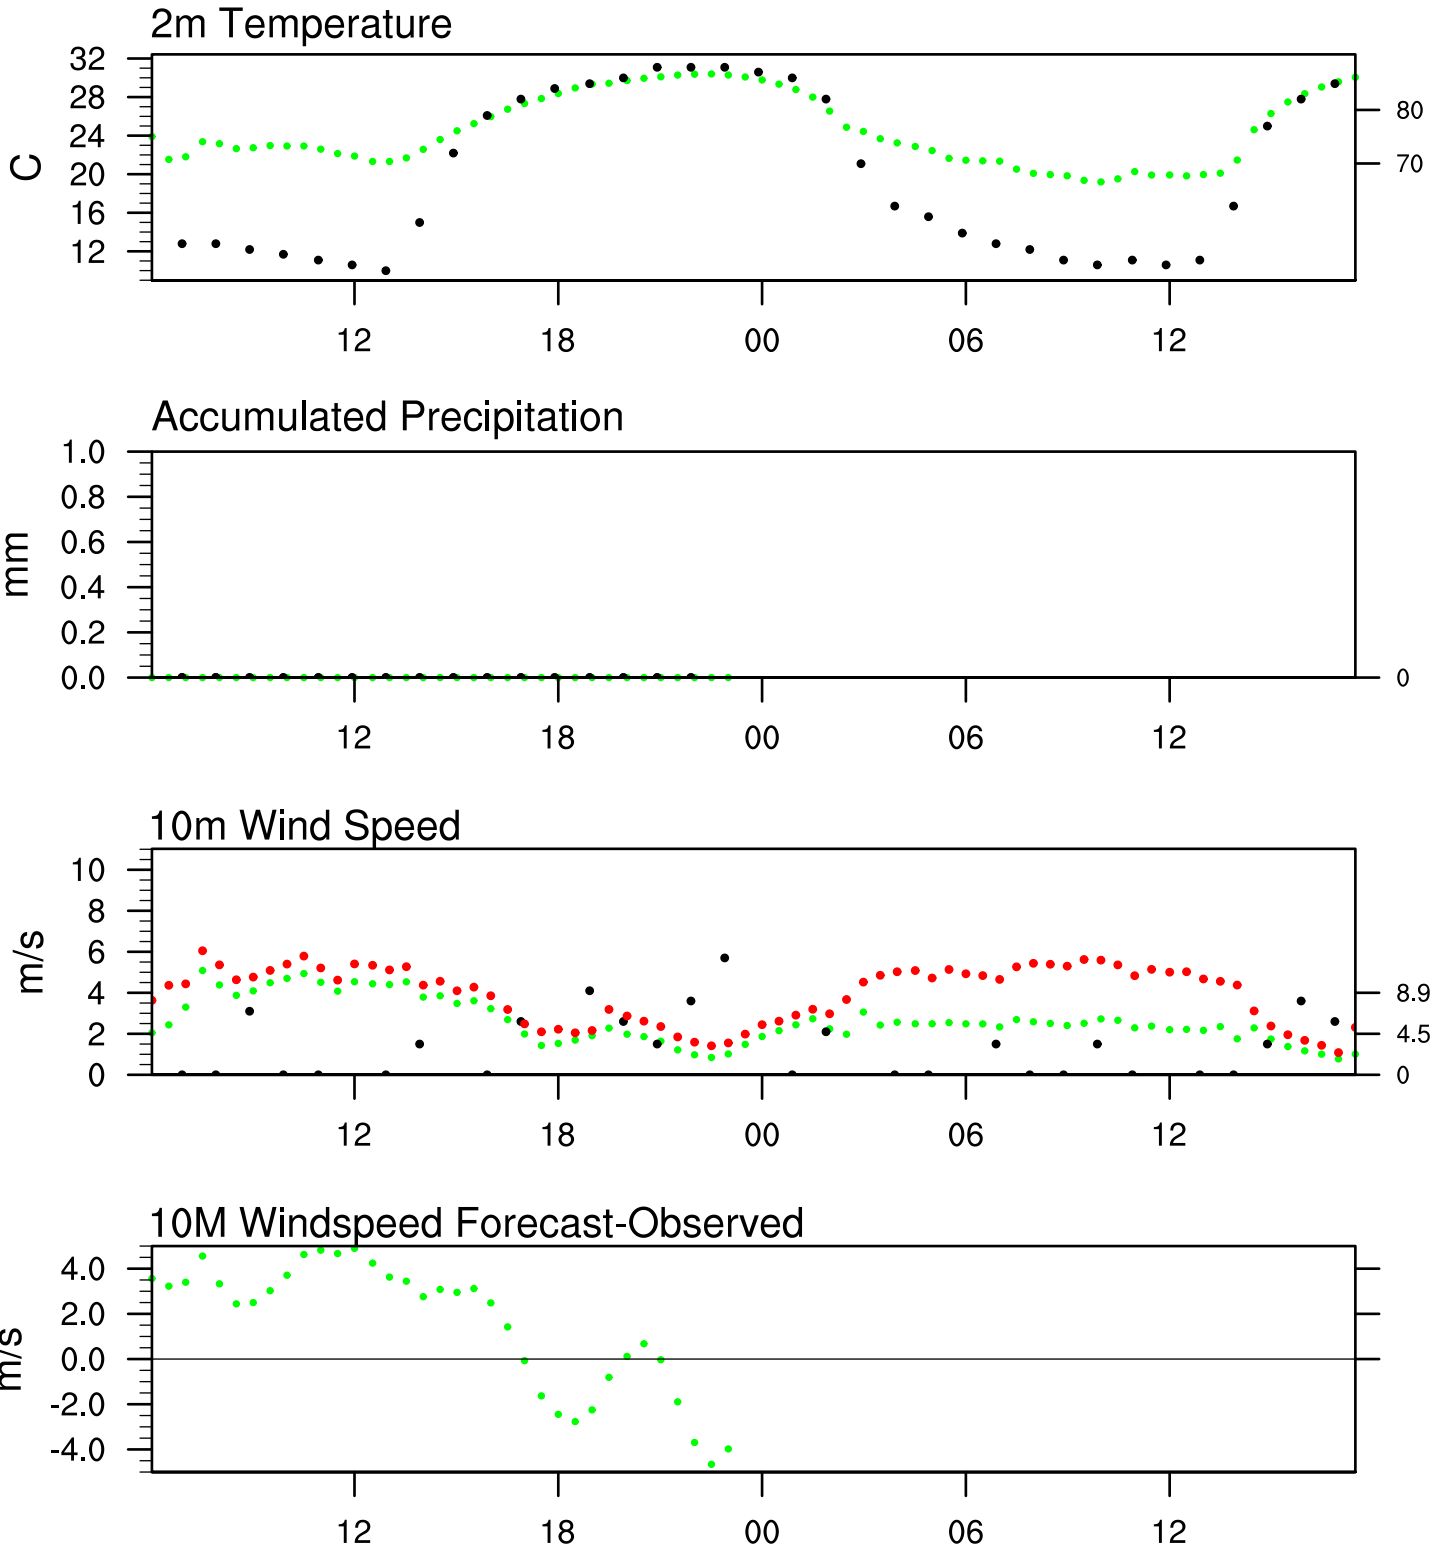 2m Temperature
32
28
24
20
16
12
C
80
70
12 18 00 06 12
Accumulated Precipitation
1.0
0.8
0.6
0.4
0.2
0.0
mm
0
12 18 00 06 12
10m Wind Speed
10
8
6
4
2
0
m/s
8.9
4.5
0
12 18 00 06 12
10M Windspeed Forecast-Observed
4.0
2.0
0.0
-2.0
-4.0
m/s
12 18 00 06 12